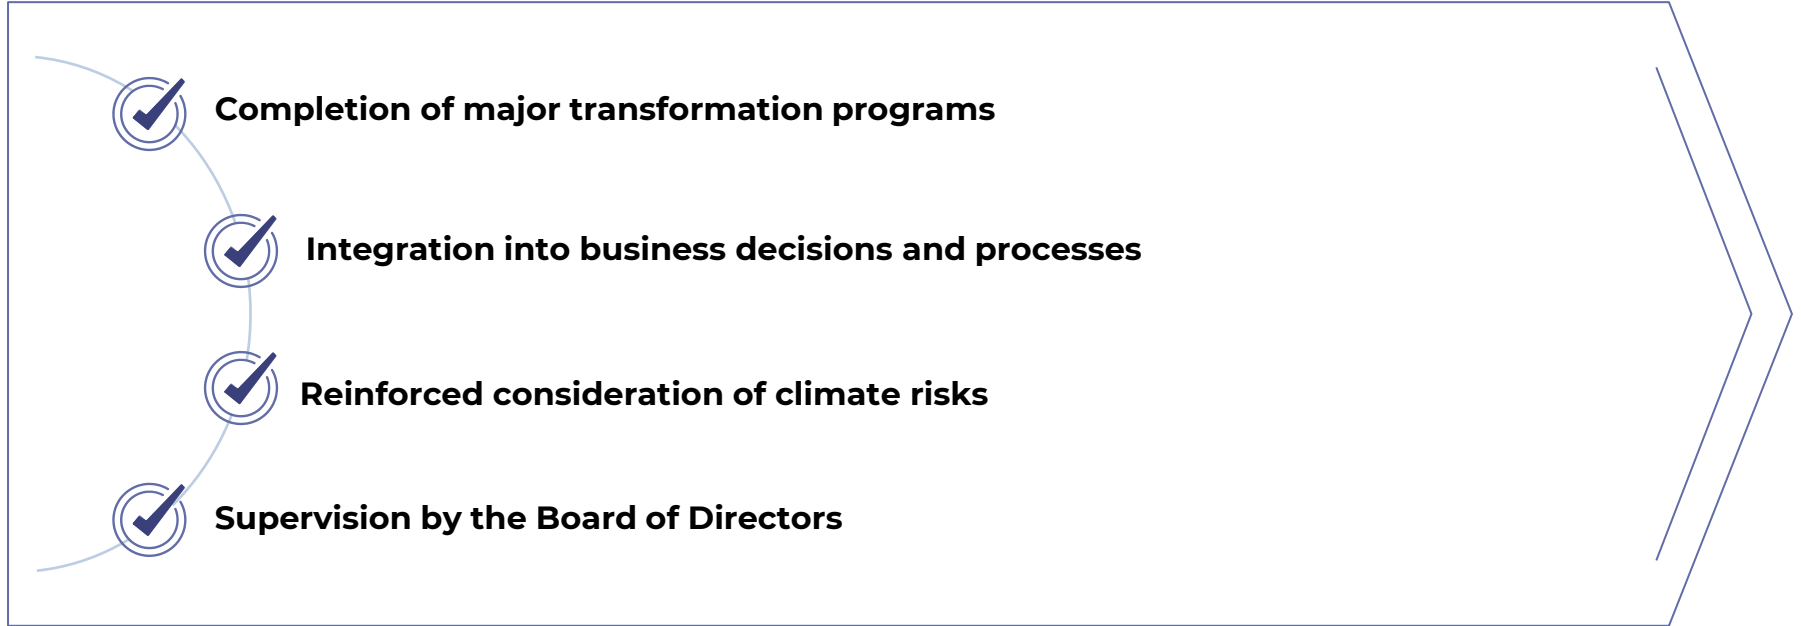 Completion of major transformation programs
Integration into business decisions and processes
Reinforced consideration of climate risks
Supervision by the Board of Directors